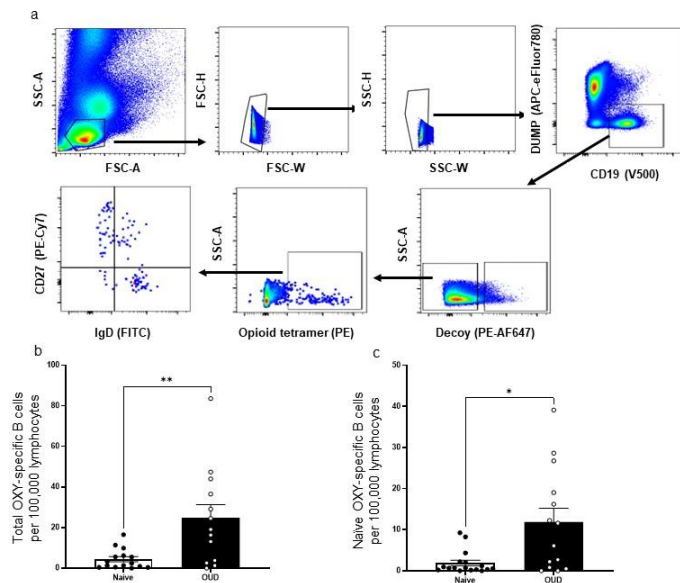 a
SSC-A
FSC-A
FSC-H
FSC-W
SSC-H
SSC-W
DUMP (APC-eFluor780)
CD19 (V500)
CD27 (PE-Cy7)
IgD (FITC)
SSC-A
Opioid tetramer (PE)
SSC-A
Decoy (PE-AF647)
b
Total OXY-specific B cells
per 100,000 lymphocytes
100
80
60
40
20
0
**
Naive
OUD
c
Naïve OXY-specific B cells
per 100,000 lymphocytes
50
40
30
20
10
0
*
Naive
OUD